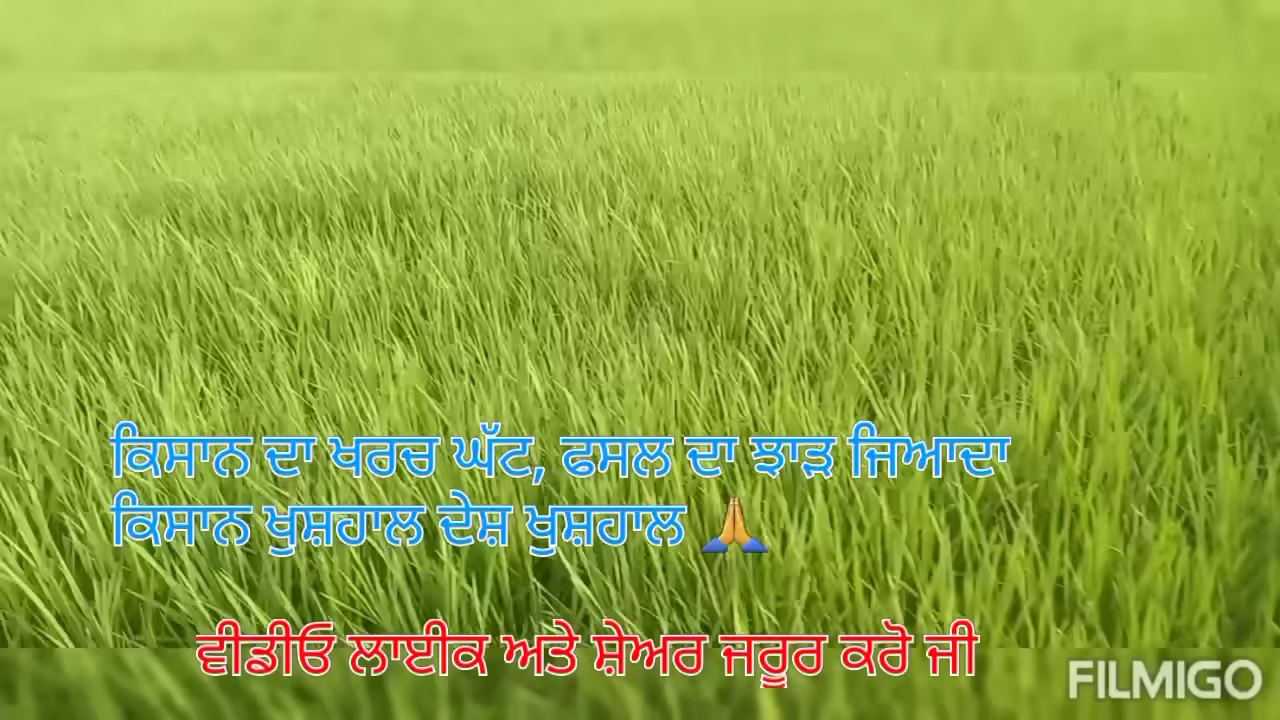 ਕਿਸਾਨ ਦਾ ਖਰਚ ਘੱਟ, ਫਸਲ ਦਾ ਝਾੜ ਜਿਆਦਾ
ਕਿਸਾਨ ਖੁਸ਼ਹਾਲ ਦੇਸ਼ ਖੁਸ਼ਹਾਲ 🙏
ਵੀਡੀਓ ਲਾਈਕ ਅਤੇ ਸ਼ੇਅਰ ਜਰੂਰ ਕਰੋ ਜੀ
FILMIGO